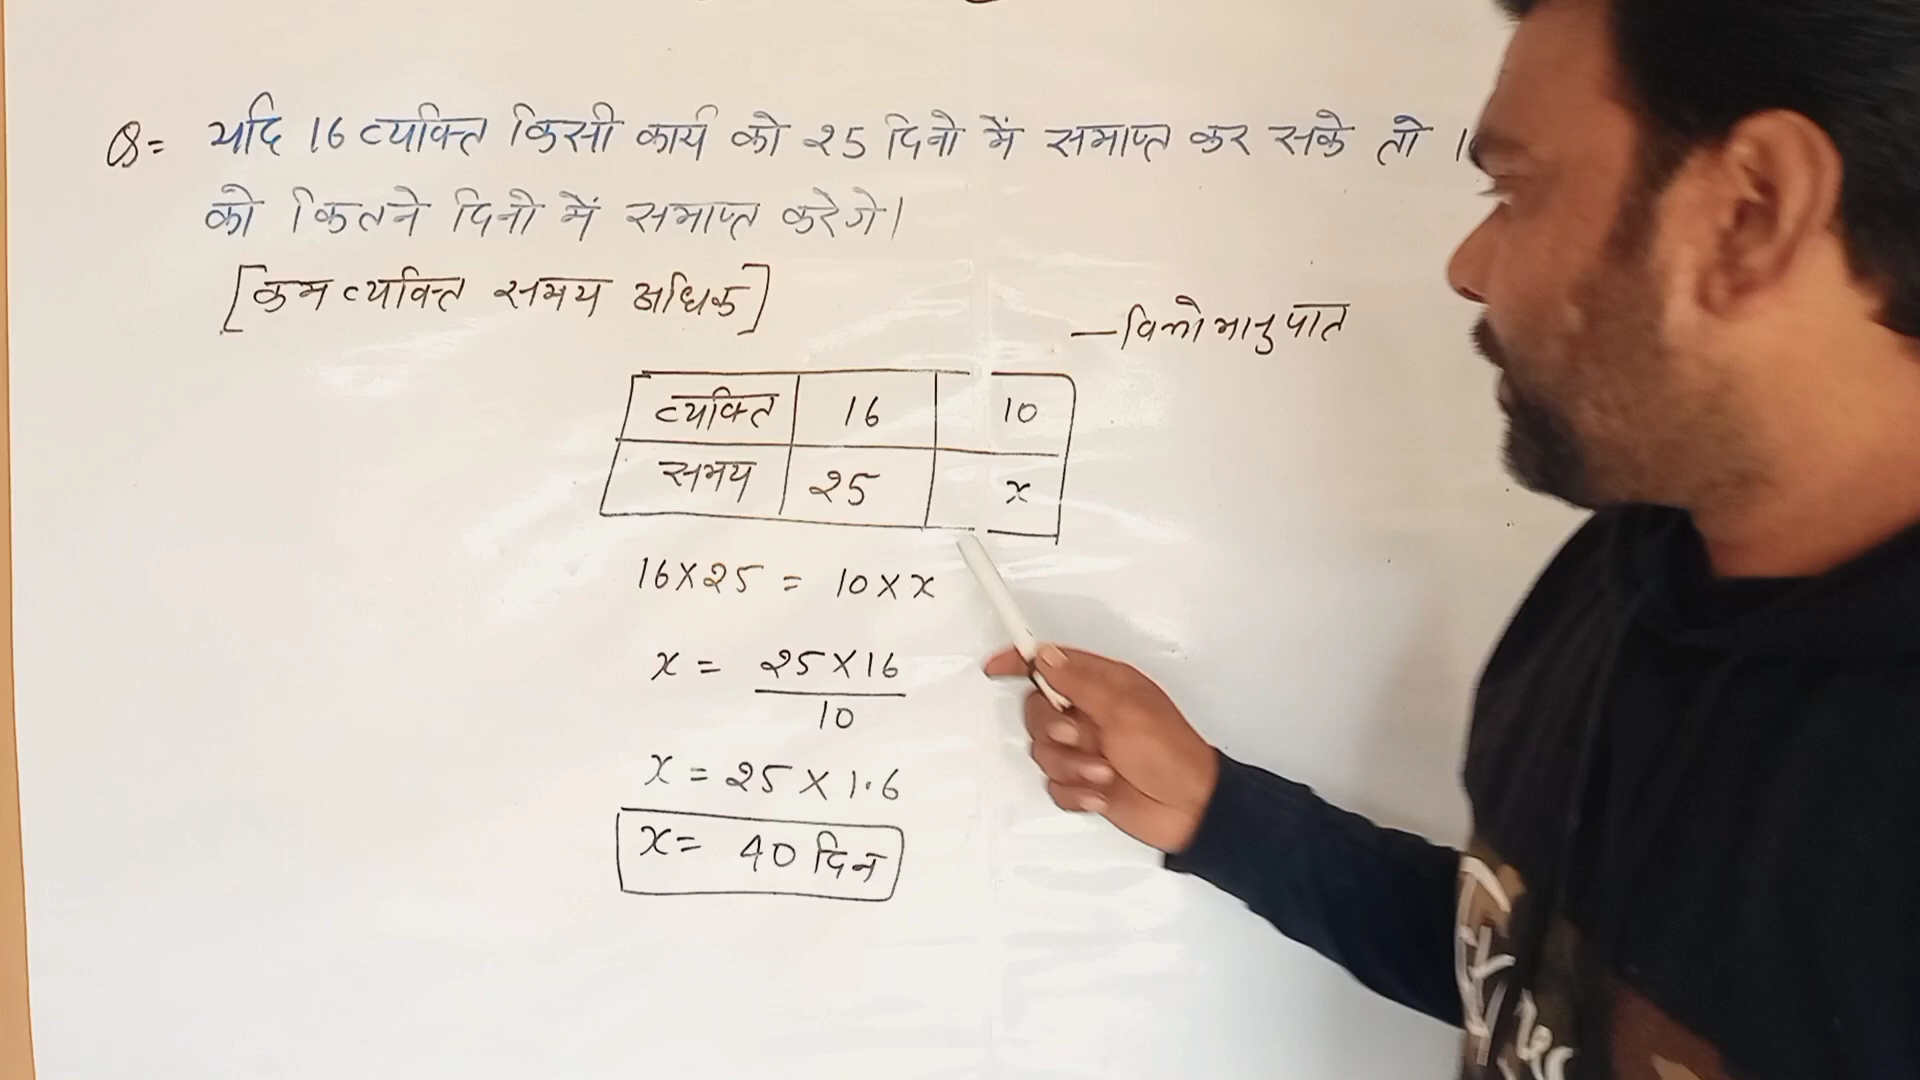 Q= यदि 16 व्यक्ति किसी कार्य को 25 दिनो में समाप्त कर सके तो
को कितने दिनो में समाप्त करेगे।
[कम व्यक्ति समय अधिक]
— विलोमानुपात
व्यक्ति 16 10
समय 25 x
16×25 = 10×x
x = 25×16
10
x = 25×1.6
x= 40 दिन